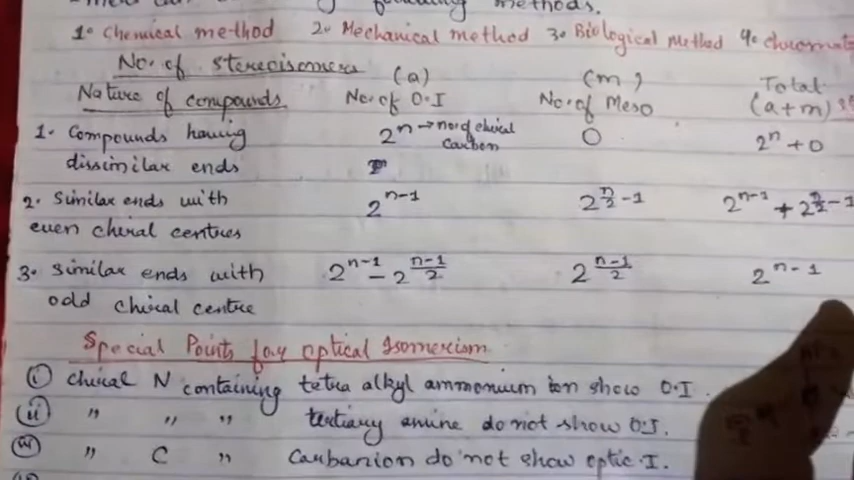 following methods.
1. Chemical method 2. Mechanical method 3. Biological method 4. chromat
No. of stereoisomers (a) (m) Total
Nature of compounds No. of O.I No. of Meso (a+m)
1. Compounds having 2ⁿ → no. of chiral carbon 0 2ⁿ + 0
dissimilar ends
2. Similar ends with 2^(n-1) 2^(n/2 - 1) 2^(n-1) + 2^(n/2 - 1)
even chiral centres
3. Similar ends with 2^(n-1) - 2^((n-1)/2) 2^((n-1)/2) 2^(n-1)
odd chiral centre
Special Points for optical Isomerism
(i) chiral N containing tetra alkyl ammonium ion show O.I.
(ii) " " " tertiary amine do not show O.I.
(iii) " C " Carbanion do not show optic. I.